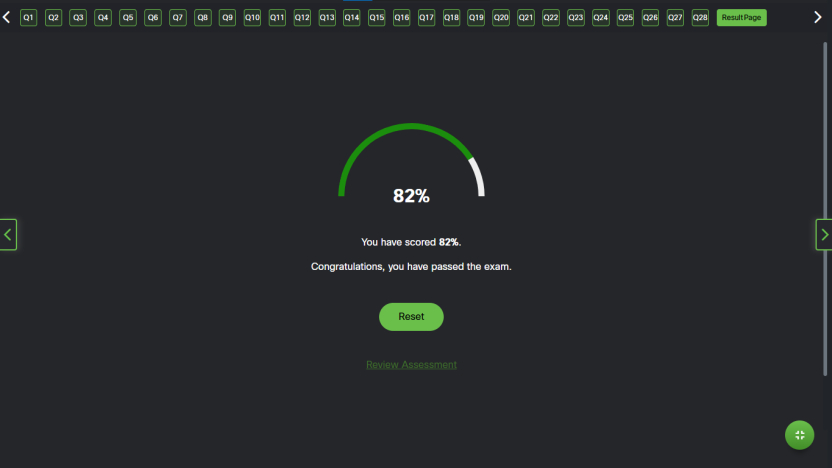 Q1 Q2 Q3 Q4 Q5 Q6 Q7 Q8 Q9 Q10 Q11 Q12 Q13 Q14 Q15 Q16 Q17 Q18 Q19 Q20 Q21 Q22 Q23 Q24 Q25 Q26 Q27 Q28 Result Page
82%
You have scored 82%.
Congratulations, you have passed the exam.
Reset
Review Assessment